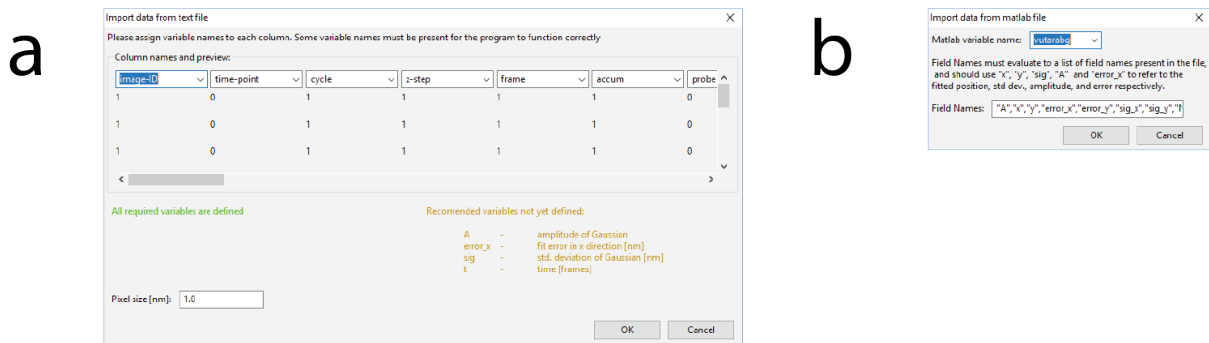 a
Import data from text file
Please assign variable names to each column. Some variable names must be present for the program to function correctly
Column names and preview:
image-ID time-point cycle z-step frame accum probe
1 0 1 1 1 1 0
1 0 1 1 1 1 0
1 0 1 1 1 1 0
All required variables are defined
Recomended variables not yet defined:
A - amplitude of Gaussian
error_x - fit error in x direction [nm]
sig - std. deviation of Gaussian [nm]
t - time [frames]
Pixel size [nm]: 1.0
OK Cancel
b
Import data from matlab file
Matlab variable name: vutarabq
Field Names must evaluate to a list of field names present in the file,
and should use "x", "y", "sig", "A" and "error_x" to refer to the
fitted position, std dev., amplitude, and error respectively.
Field Names: "A","x","y","error_x","error_y","sig_x","sig_y",
OK Cancel